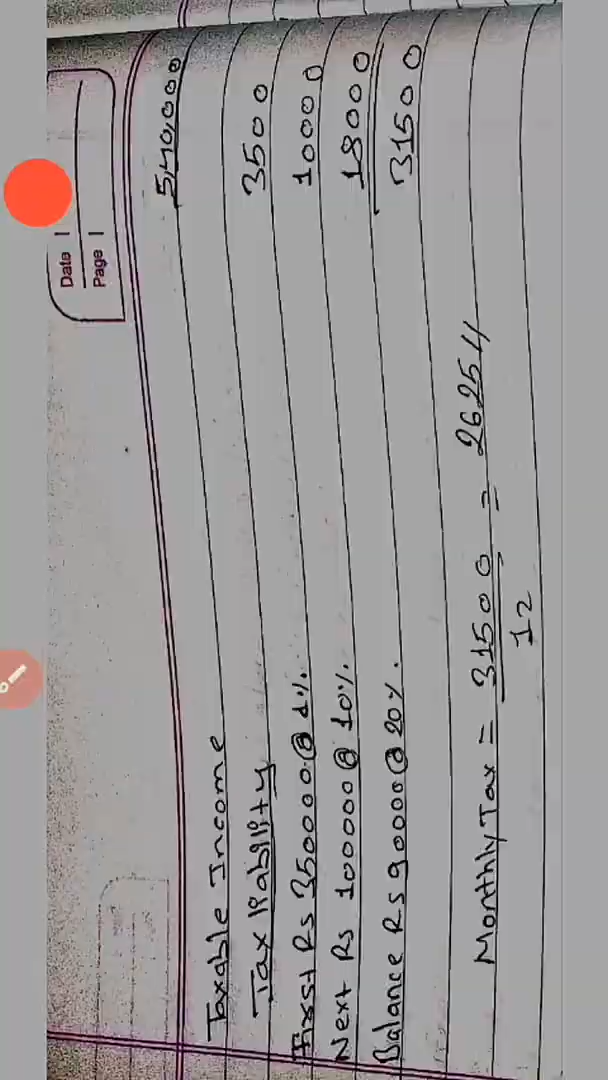 Date |
Page |
Taxable Income 540,000
Tax liability
First Rs 350000 @ 1%. 3500
Next Rs 100000 @ 10%. 10000
Balance Rs 90000 @ 20%. 18000
31500
Monthly Tax = 31500 = 2625 //
12